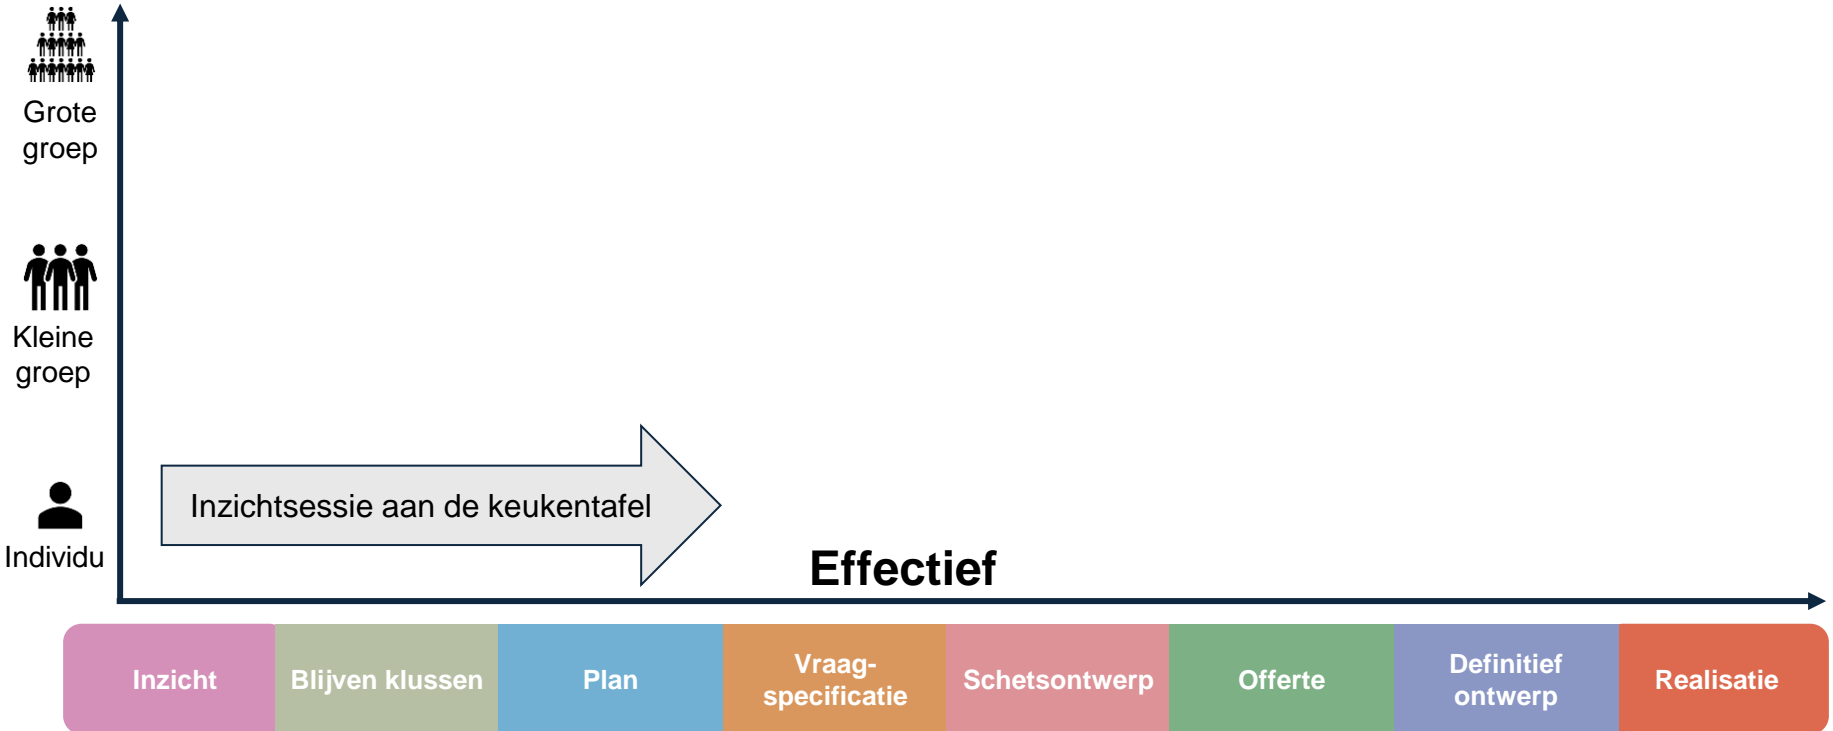 Grote
groep
Kleine
groep
Individu
Inzichtsessie aan de keukentafel
Effectief
Inzicht
Blijven klussen
Plan
Vraag-
specificatie
Schetsontwerp
Offerte
Definitief
ontwerp
Realisatie